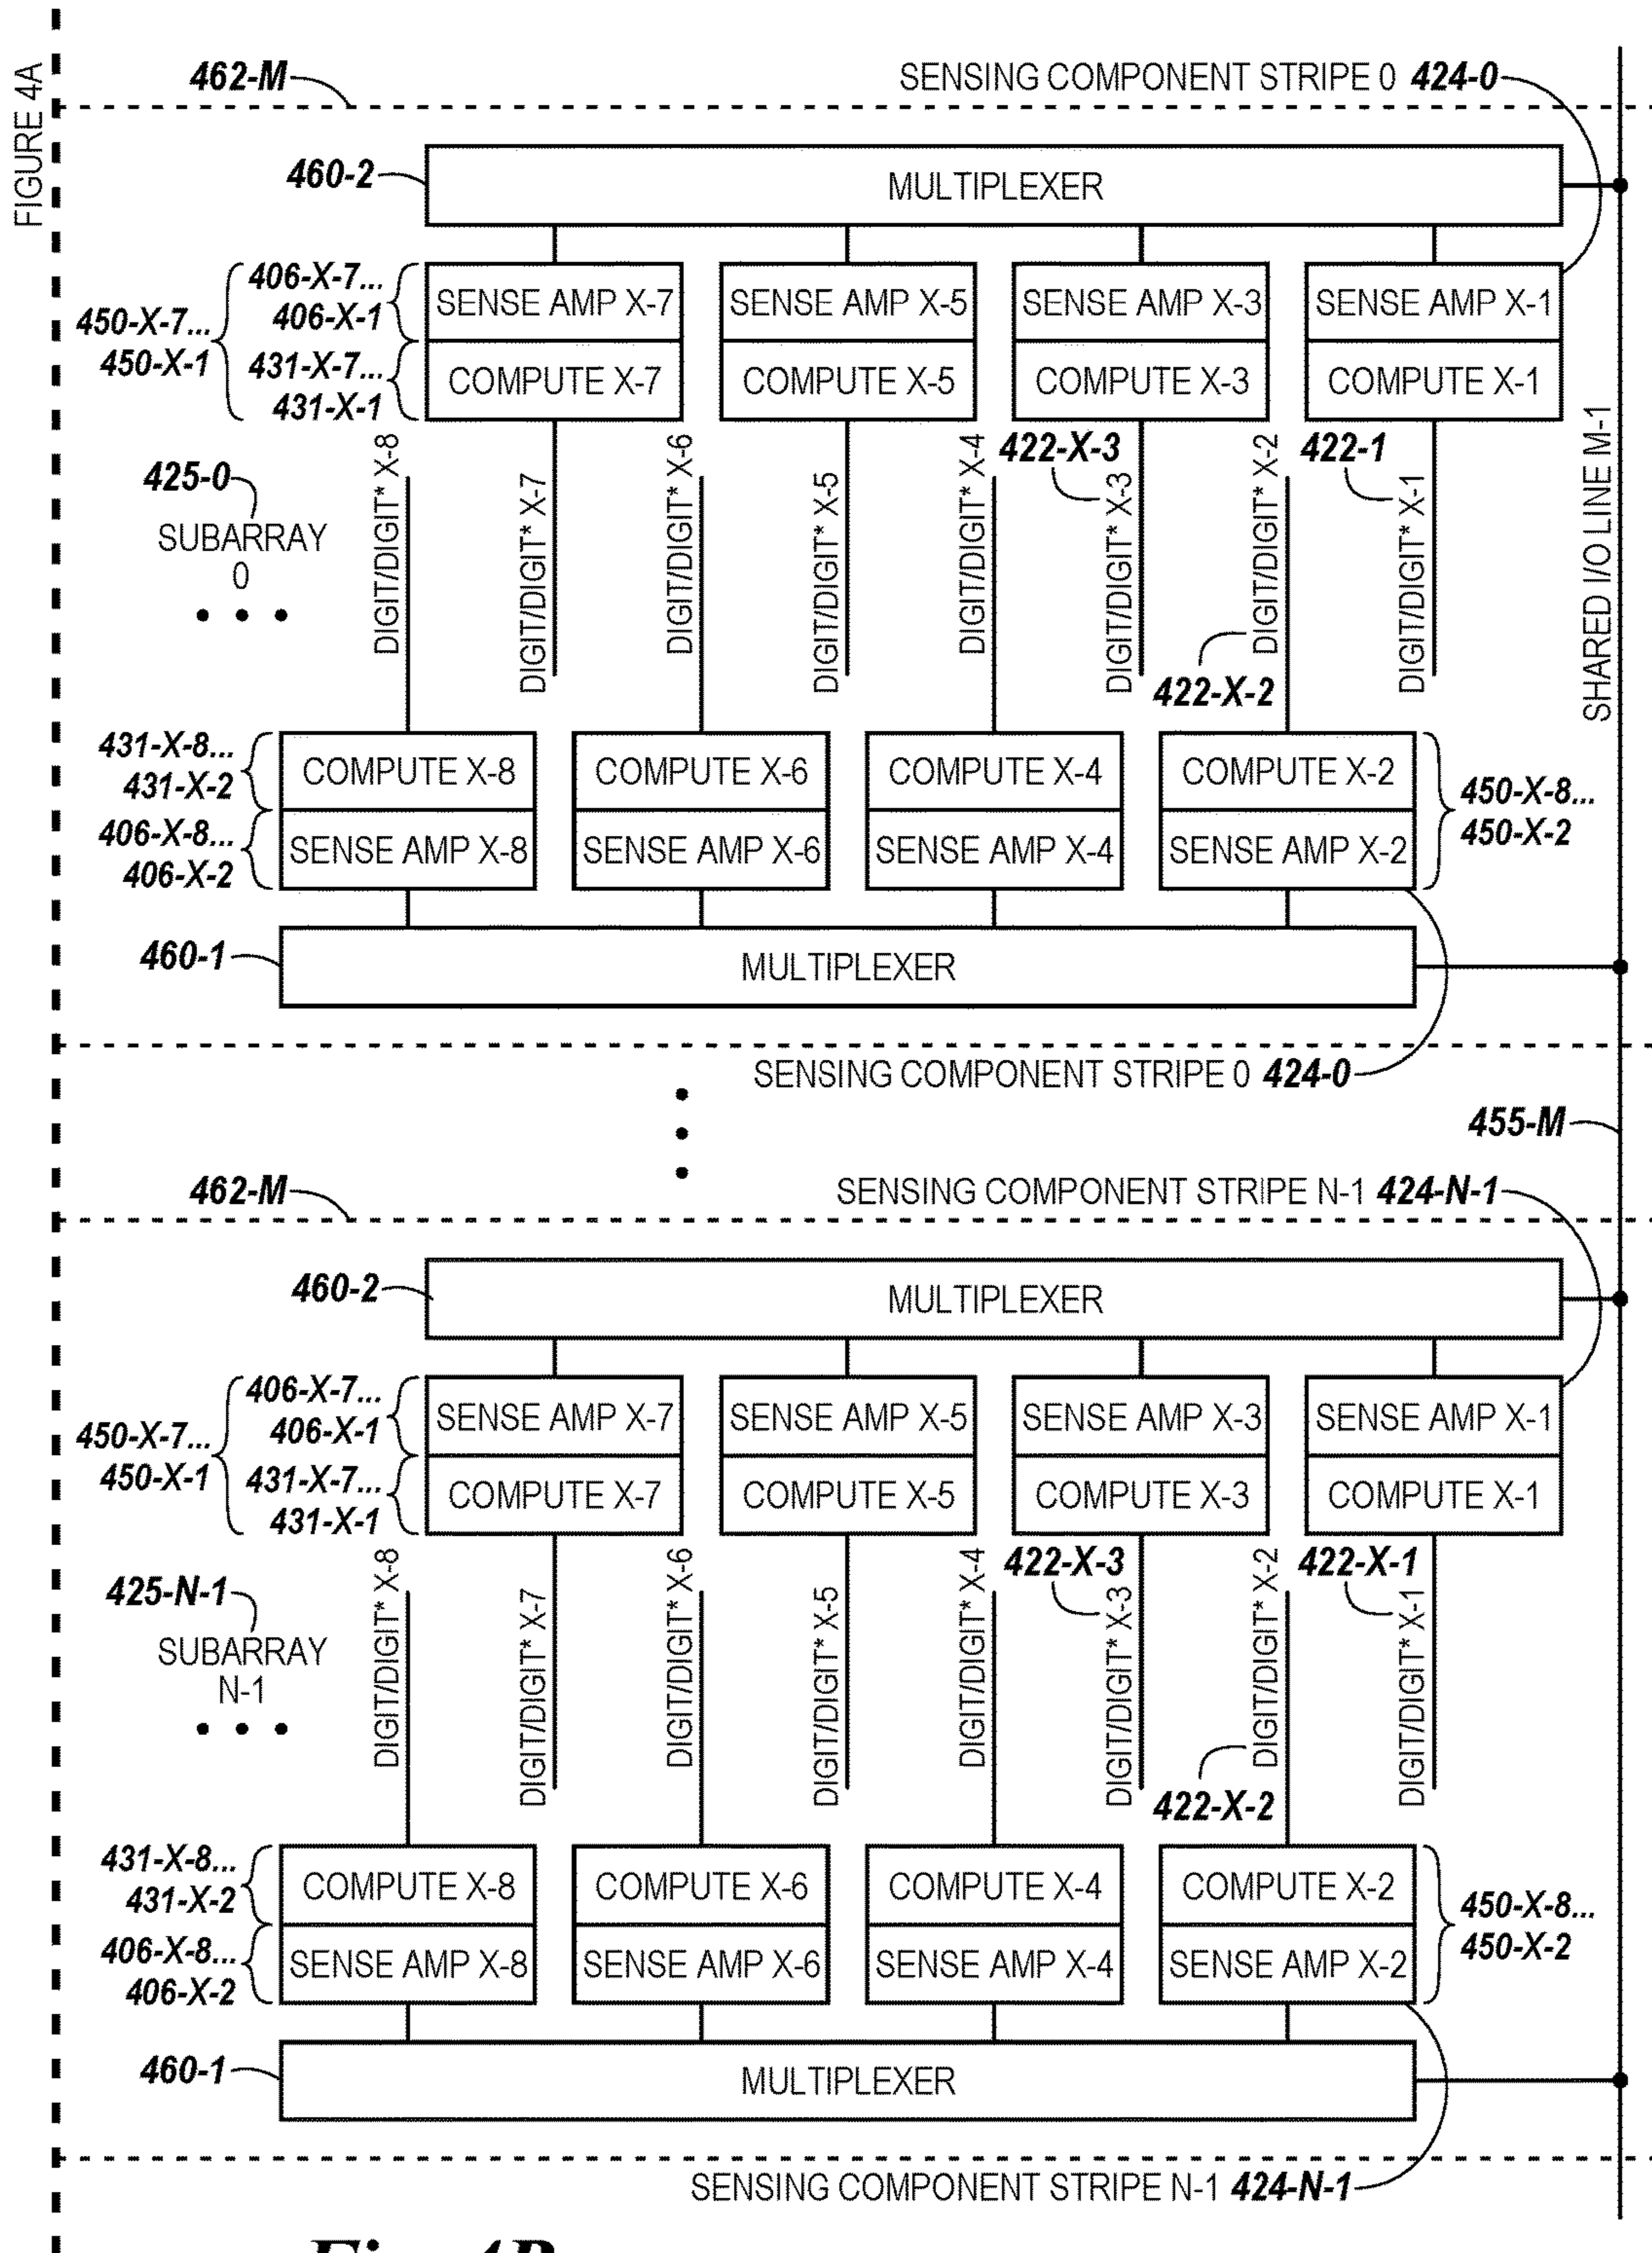 FIGURE 4A
462-M
SENSING COMPONENT STRIPE 0 424-0
460-2
MULTIPLEXER
450-X-7...
450-X-1
406-X-7...
406-X-1
431-X-7...
431-X-1
SENSE AMP X-7
COMPUTE X-7
SENSE AMP X-5
COMPUTE X-5
SENSE AMP X-3
COMPUTE X-3
SENSE AMP X-1
COMPUTE X-1
425-0
SUBARRAY
0
• • •
DIGIT/DIGIT* X-8
DIGIT/DIGIT* X-7
DIGIT/DIGIT* X-6
DIGIT/DIGIT* X-5
DIGIT/DIGIT* X-4
422-X-3
DIGIT/DIGIT* X-3
422-X-2
DIGIT/DIGIT* X-2
422-1
DIGIT/DIGIT* X-1
SHARED I/O LINE M-1
431-X-8...
431-X-2
406-X-8...
406-X-2
COMPUTE X-8
SENSE AMP X-8
COMPUTE X-6
SENSE AMP X-6
COMPUTE X-4
SENSE AMP X-4
COMPUTE X-2
SENSE AMP X-2
450-X-8...
450-X-2
460-1
MULTIPLEXER
SENSING COMPONENT STRIPE 0 424-0
455-M
462-M
SENSING COMPONENT STRIPE N-1 424-N-1
460-2
MULTIPLEXER
450-X-7...
450-X-1
406-X-7...
406-X-1
431-X-7...
431-X-1
SENSE AMP X-7
COMPUTE X-7
SENSE AMP X-5
COMPUTE X-5
SENSE AMP X-3
COMPUTE X-3
SENSE AMP X-1
COMPUTE X-1
425-N-1
SUBARRAY
N-1
• • •
DIGIT/DIGIT* X-8
DIGIT/DIGIT* X-7
DIGIT/DIGIT* X-6
DIGIT/DIGIT* X-5
DIGIT/DIGIT* X-4
422-X-3
DIGIT/DIGIT* X-3
422-X-2
DIGIT/DIGIT* X-2
422-X-1
DIGIT/DIGIT* X-1
431-X-8...
431-X-2
406-X-8...
406-X-2
COMPUTE X-8
SENSE AMP X-8
COMPUTE X-6
SENSE AMP X-6
COMPUTE X-4
SENSE AMP X-4
COMPUTE X-2
SENSE AMP X-2
450-X-8...
450-X-2
460-1
MULTIPLEXER
SENSING COMPONENT STRIPE N-1 424-N-1